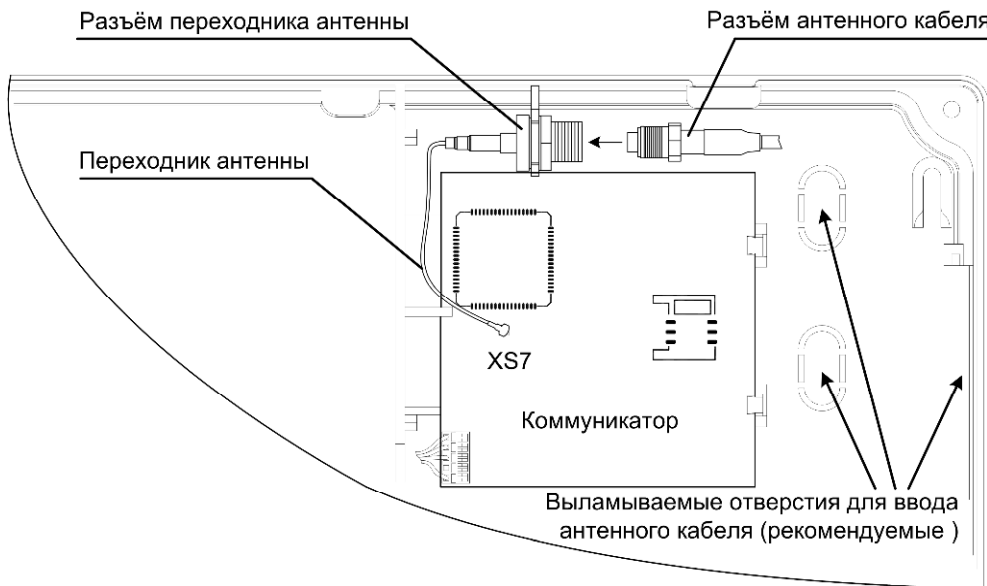 Разъём переходника антенны
Разъём антенного кабеля
Переходник антенны
XS7
Коммуникатор
Выламываемые отверстия для ввода
антенного кабеля (рекомендуемые )